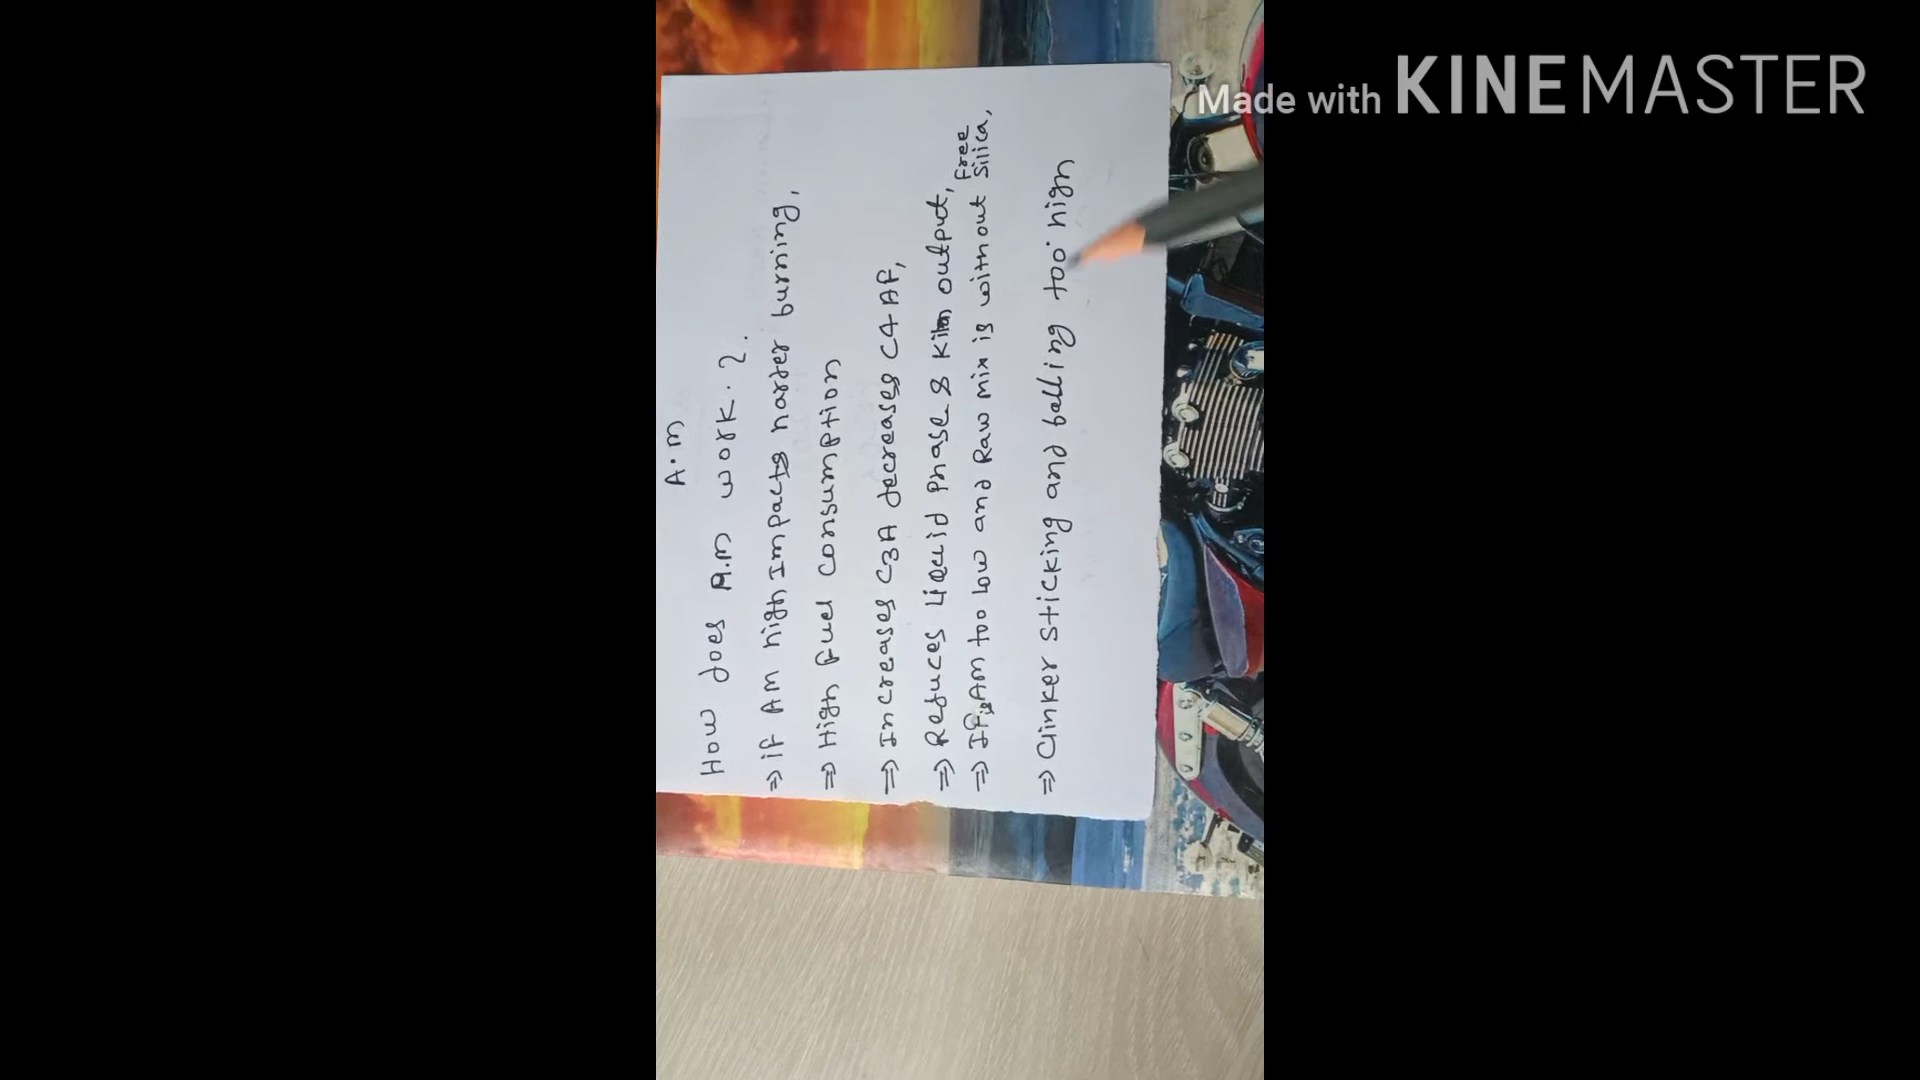 Made with KINEMASTER
A.M
How does A.M work. ?.
⇒ if AM high Impacts harder burning,
⇒ High fuel consumption
⇒ Increases C3A decreases C4AF,
⇒ Reduces Liquid phase & kiln output,
⇒ If is AM too low and Raw mix is without free silica,
⇒ Clinker sticking and balling too high